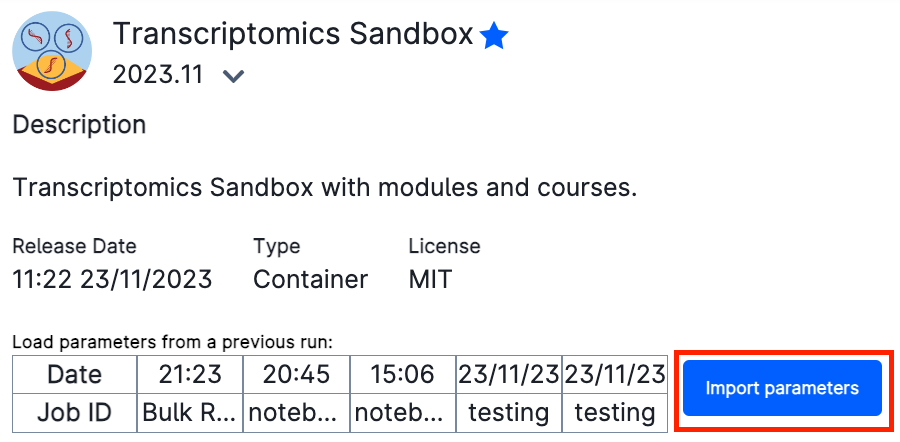 Transcriptomics Sandbox
2023.11
Description
Transcriptomics Sandbox with modules and courses.
Release Date Type License
11:22 23/11/2023 Container MIT
Load parameters from a previous run:
Date 21:23 20:45 15:06 23/11/23 23/11/23
Job ID Bulk R... noteb... noteb... testing testing
Import parameters